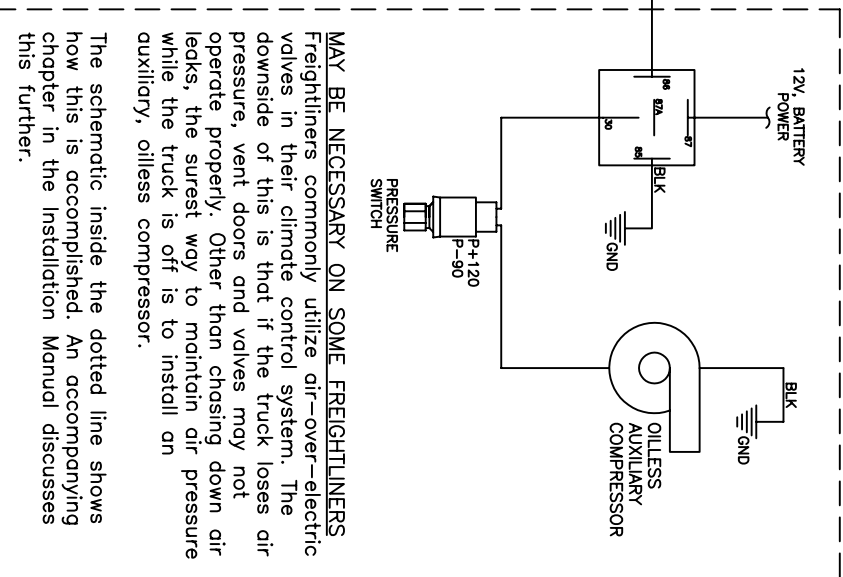 12V, BATTERY
POWER
86
87A
87
30
85
BLK
GND
BLK
GND
OILLESS
AUXILIARY
COMPRESSOR
P+120
P-90
PRESSURE
SWITCH
MAY BE NECESSARY ON SOME FREIGHTLINERS
Freightliners commonly utilize air-over-electric
valves in their climate control system. The
downside of this is that if the truck loses air
pressure, vent doors and valves may not
operate properly. Other than chasing down air
leaks, the surest way to maintain air pressure
while the truck is off is to install an
auxiliary, oilless compressor.
The schematic inside the dotted line shows
how this is accomplished. An accompanying
chapter in the Installation Manual discusses
this further.